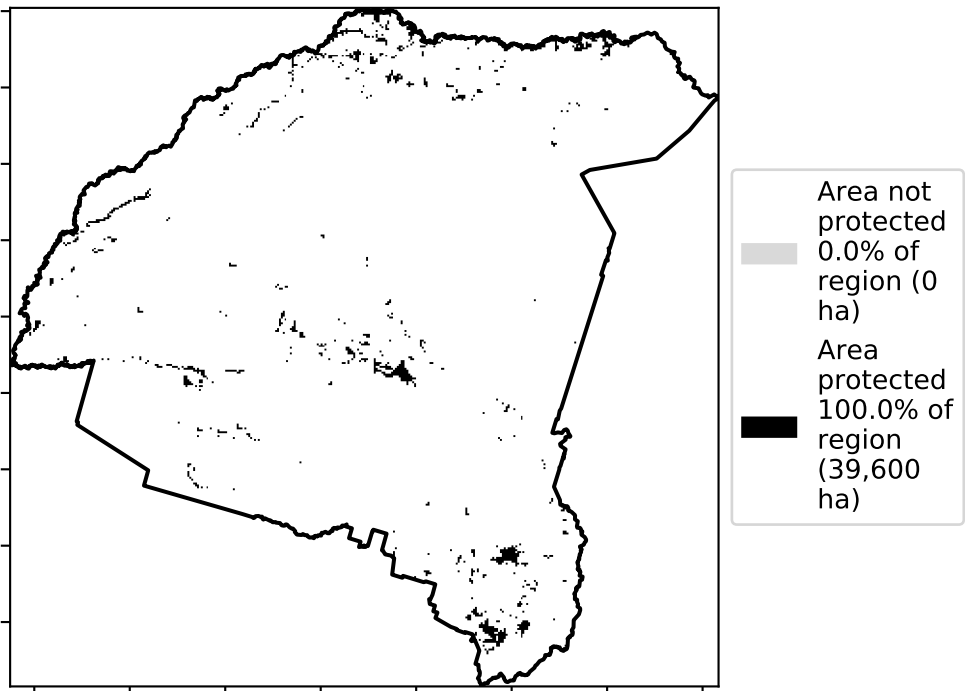 Area not
protected
0.0% of
region (0
ha)
Area
protected
100.0% of
region
(39,600
ha)